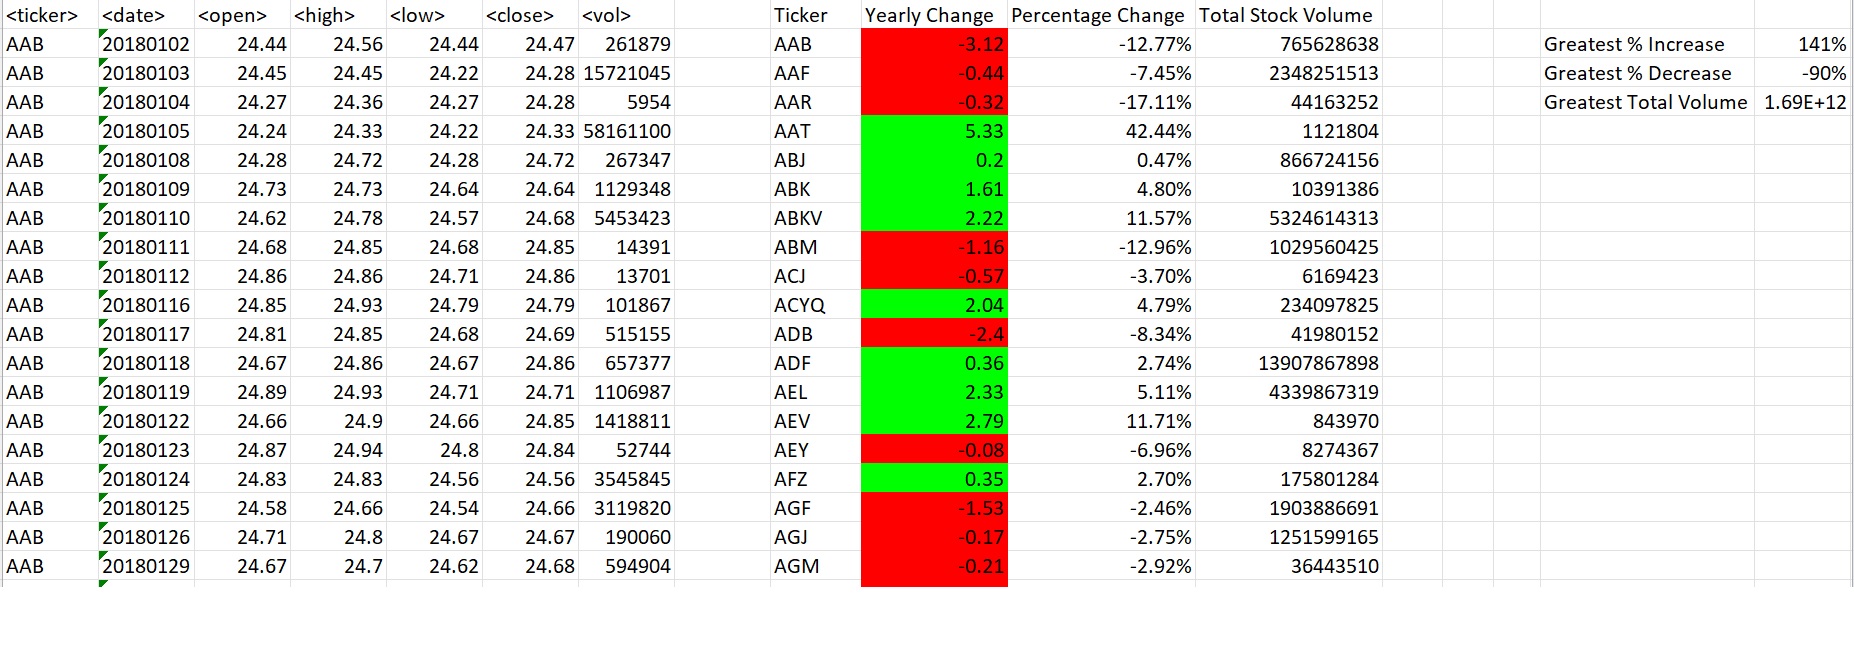 <ticker> <date> <open> <high> <low> <close> <vol> Ticker Yearly Change Percentage Change Total Stock Volume
AAB 20180102 24.44 24.56 24.44 24.47 261879 AAB -3.12 -12.77% 765628638 Greatest % Increase 141%
AAB 20180103 24.45 24.45 24.22 24.28 15721045 AAF -0.44 -7.45% 2348251513 Greatest % Decrease -90%
AAB 20180104 24.27 24.36 24.27 24.28 5954 AAR -0.32 -17.11% 44163252 Greatest Total Volume 1.69E+12
AAB 20180105 24.24 24.33 24.22 24.33 58161100 AAT 5.33 42.44% 1121804
AAB 20180108 24.28 24.72 24.28 24.72 267347 ABJ 0.2 0.47% 866724156
AAB 20180109 24.73 24.73 24.64 24.64 1129348 ABK 1.61 4.80% 10391386
AAB 20180110 24.62 24.78 24.57 24.68 5453423 ABKV 2.22 11.57% 5324614313
AAB 20180111 24.68 24.85 24.68 24.85 14391 ABM -1.16 -12.96% 1029560425
AAB 20180112 24.86 24.86 24.71 24.86 13701 ACJ -0.57 -3.70% 6169423
AAB 20180116 24.85 24.93 24.79 24.79 101867 ACYQ 2.04 4.79% 234097825
AAB 20180117 24.81 24.85 24.68 24.69 515155 ADB -2.4 -8.34% 41980152
AAB 20180118 24.67 24.86 24.67 24.86 657377 ADF 0.36 2.74% 13907867898
AAB 20180119 24.89 24.93 24.71 24.71 1106987 AEL 2.33 5.11% 4339867319
AAB 20180122 24.66 24.9 24.66 24.85 1418811 AEV 2.79 11.71% 843970
AAB 20180123 24.87 24.94 24.8 24.84 52744 AEY -0.08 -6.96% 8274367
AAB 20180124 24.83 24.83 24.56 24.56 3545845 AFZ 0.35 2.70% 175801284
AAB 20180125 24.58 24.66 24.54 24.66 3119820 AGF -1.53 -2.46% 1903886691
AAB 20180126 24.71 24.8 24.67 24.67 190060 AGJ -0.17 -2.75% 1251599165
AAB 20180129 24.67 24.7 24.62 24.68 594904 AGM -0.21 -2.92% 36443510